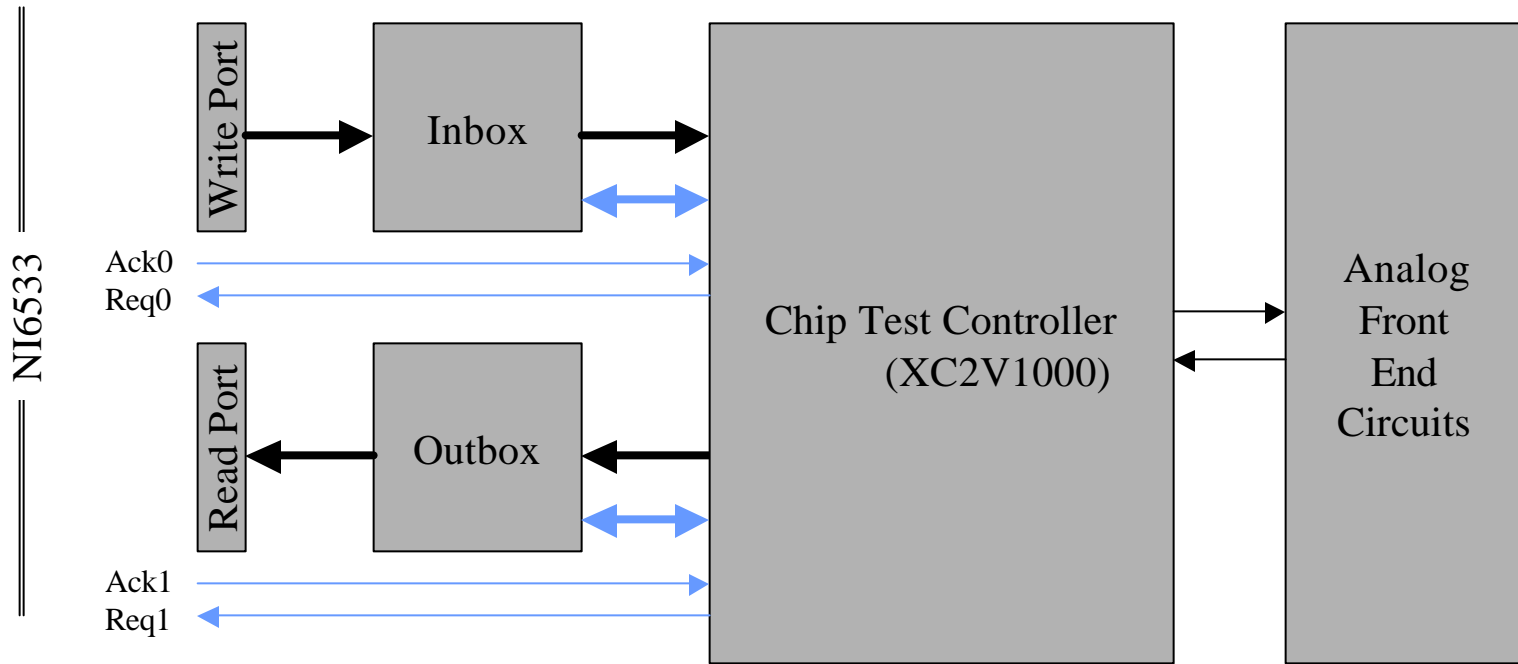 NI6533
Write Port
Inbox
Ack0
Req0
Read Port
Outbox
Ack1
Req1
Chip Test Controller
(XC2V1000)
Analog
Front
End
Circuits